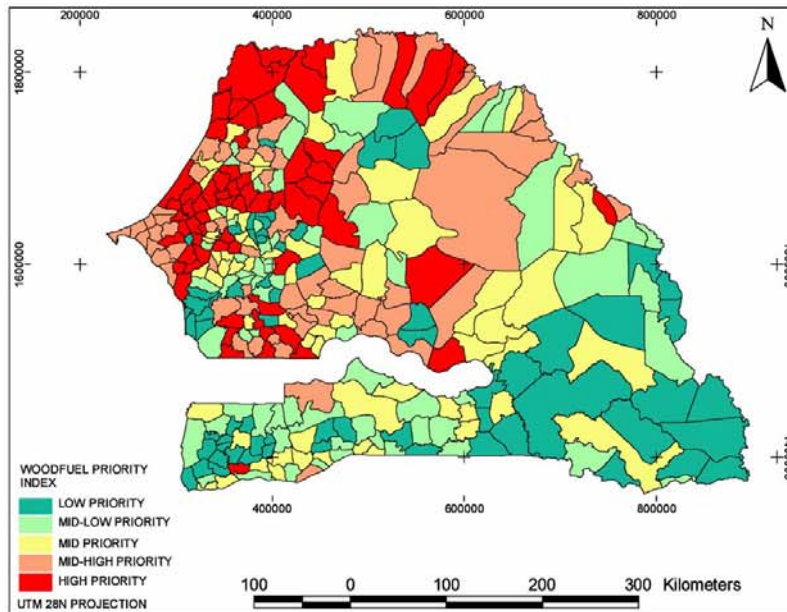 200000 400000 600000 800000
N
1800000
1600000
WOODFUEL PRIORITY
INDEX
LOW PRIORITY
MID-LOW PRIORITY
MID PRIORITY
MID-HIGH PRIORITY
HIGH PRIORITY
UTM 28N PROJECTION
400000 600000 800000
100 0 100 200 300 Kilometers